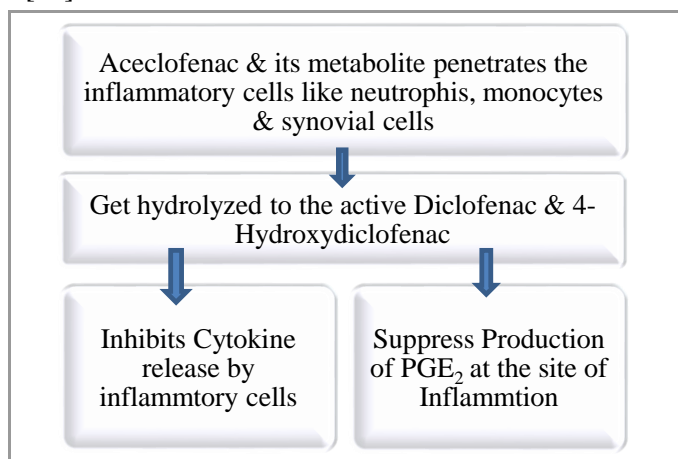 Aceclofenac & its metabolite penetrates the
inflammatory cells like neutrophis, monocytes
& synovial cells
Get hydrolyzed to the active Diclofenac & 4-
Hydroxydiclofenac
Inhibits Cytokine
release by
inflammtory cells
Suppress Production
of PGE₂ at the site of
Inflammtion